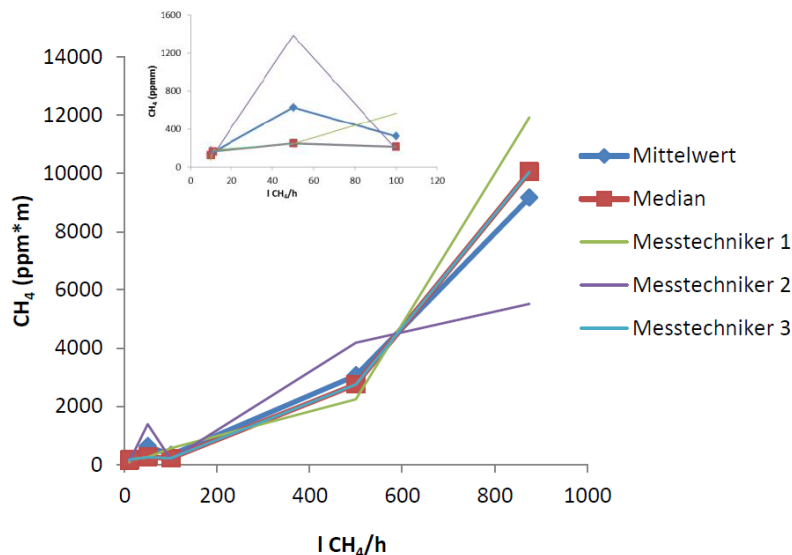 1600
1200
800
400
0
CH₄ (ppmm)
0 20 40 60 80 100 120
l CH₄/h
14000
12000
10000
8000
6000
4000
2000
0
CH₄ (ppm*m)
0 200 400 600 800 1000
l CH₄/h
Mittelwert
Median
Messtechniker 1
Messtechniker 2
Messtechniker 3